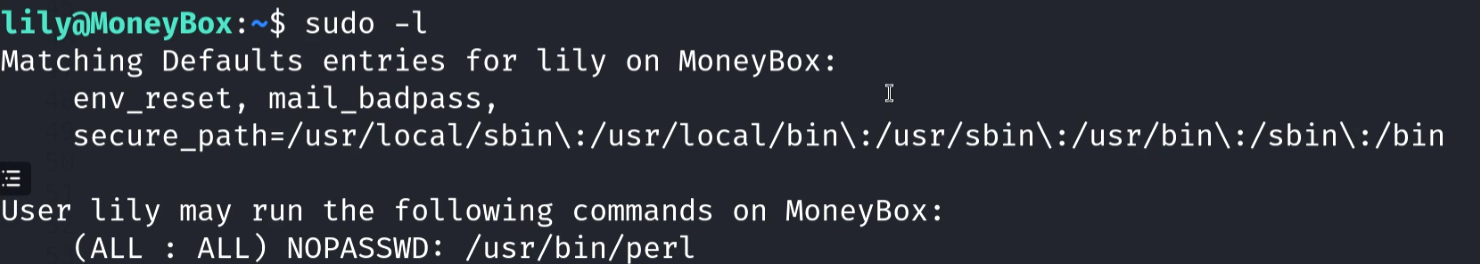 lily@MoneyBox:~$ sudo -l
Matching Defaults entries for lily on MoneyBox:
env_reset, mail_badpass,
secure_path=/usr/local/sbin\:/usr/local/bin\:/usr/sbin\:/usr/bin\:/sbin\:/bin
User lily may run the following commands on MoneyBox:
(ALL : ALL) NOPASSWD: /usr/bin/perl